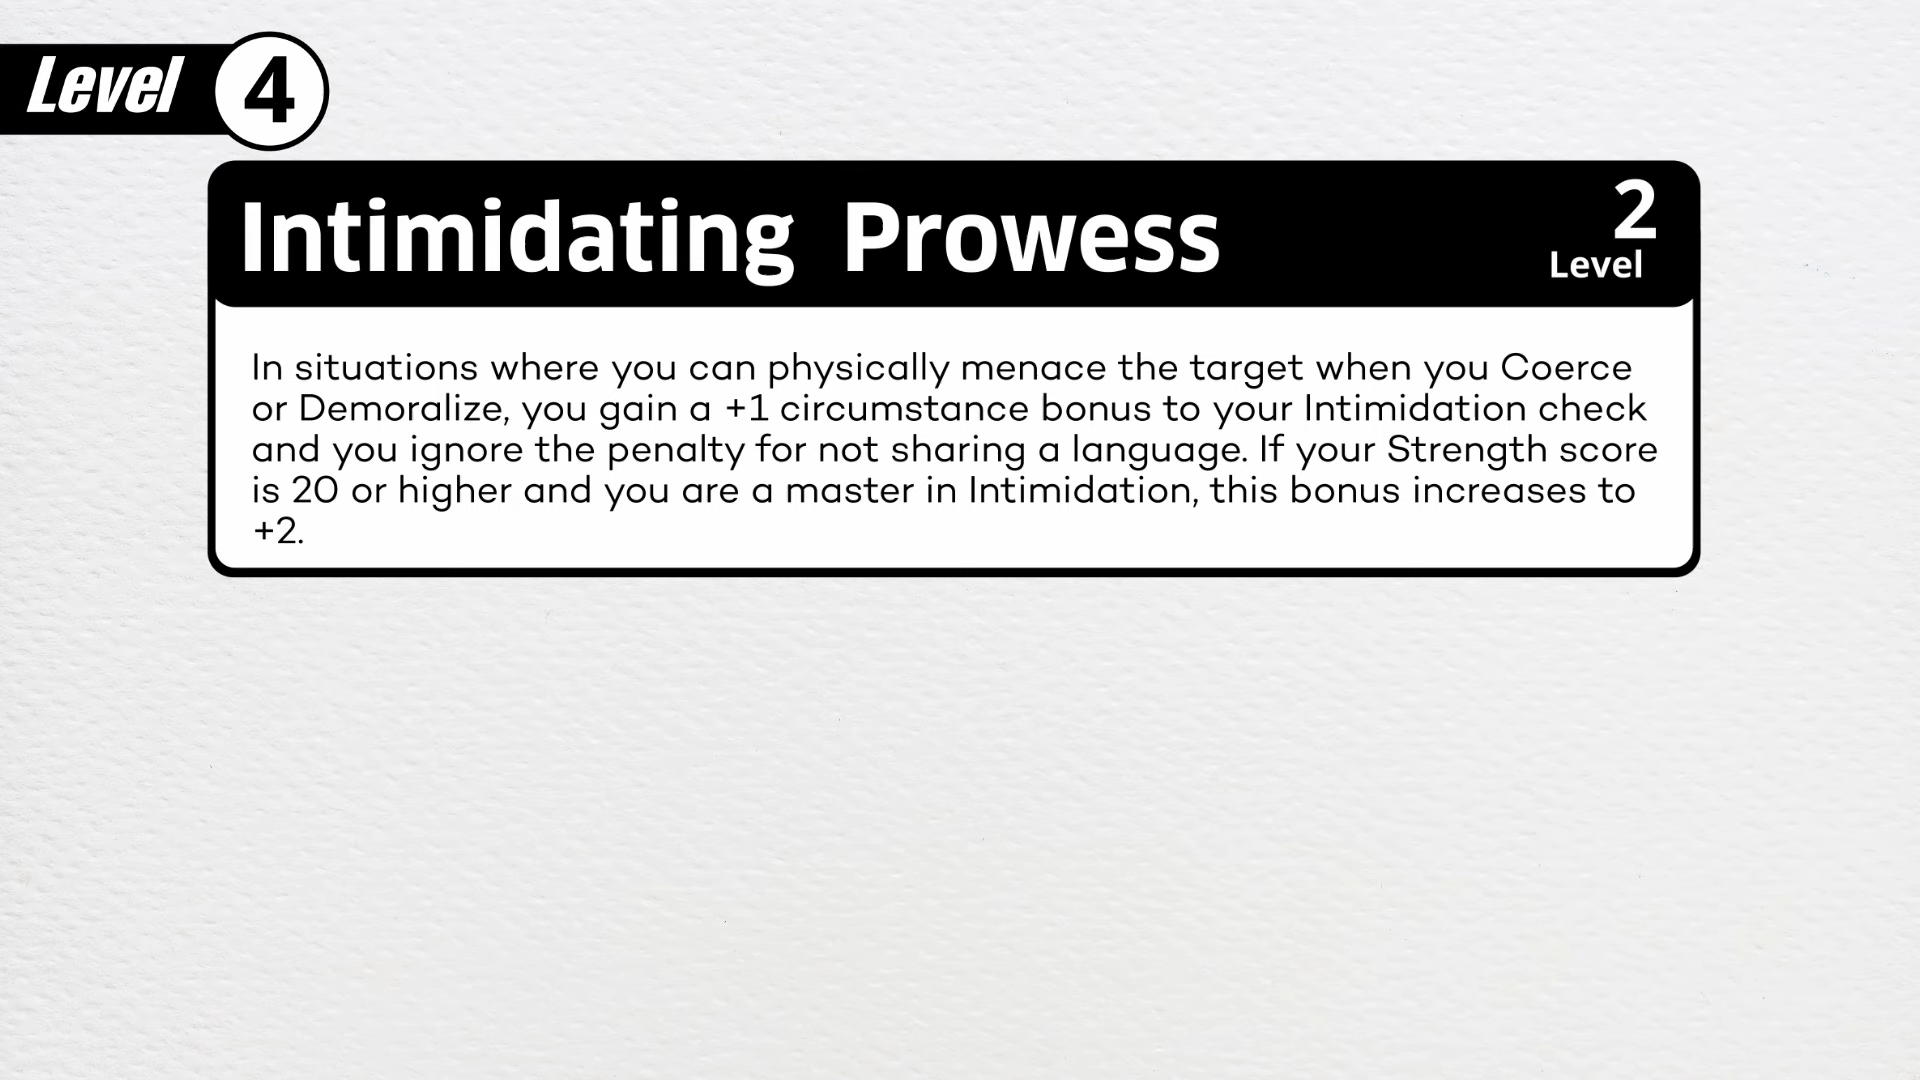 Level 4
Intimidating Prowess
2
Level
In situations where you can physically menace the target when you Coerce
or Demoralize, you gain a +1 circumstance bonus to your Intimidation check
and you ignore the penalty for not sharing a language. If your Strength score
is 20 or higher and you are a master in Intimidation, this bonus increases to
+2.